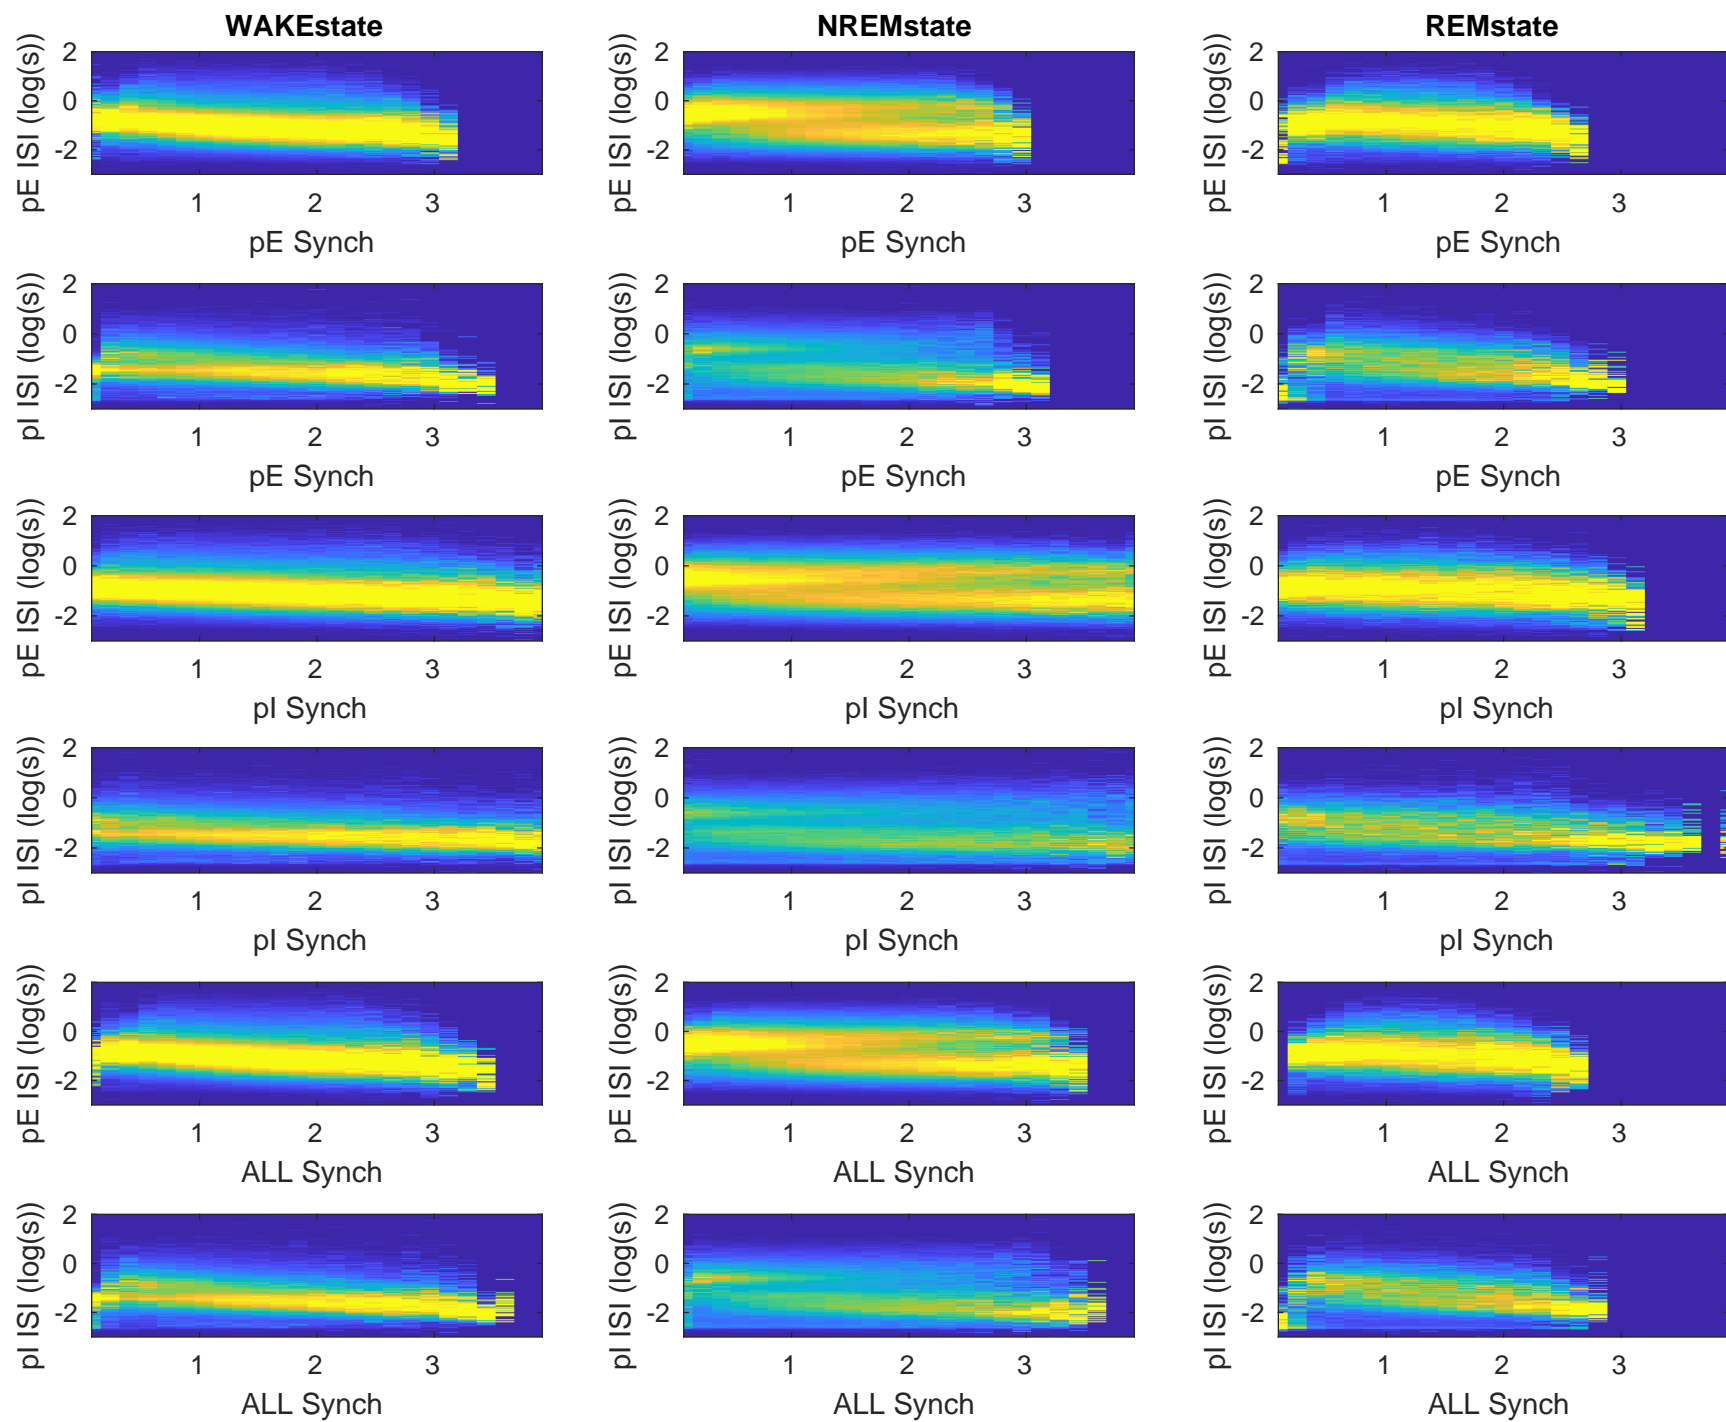 WAKEstate NREMstate REMstate
pE ISI (log(s)) 2 0 -2 pE ISI (log(s)) 2 0 -2 pE ISI (log(s)) 2 0 -2
1 2 3 1 2 3 1 2 3
pE Synch pE Synch pE Synch
pI ISI (log(s)) 2 0 -2 pI ISI (log(s)) 2 0 -2 pI ISI (log(s)) 2 0 -2
1 2 3 1 2 3 1 2 3
pE Synch pE Synch pE Synch
pE ISI (log(s)) 2 0 -2 pE ISI (log(s)) 2 0 -2 pE ISI (log(s)) 2 0 -2
1 2 3 1 2 3 1 2 3
pI Synch pI Synch pI Synch
pI ISI (log(s)) 2 0 -2 pI ISI (log(s)) 2 0 -2 pI ISI (log(s)) 2 0 -2
1 2 3 1 2 3 1 2 3
pI Synch pI Synch pI Synch
pE ISI (log(s)) 2 0 -2 pE ISI (log(s)) 2 0 -2 pE ISI (log(s)) 2 0 -2
1 2 3 1 2 3 1 2 3
ALL Synch ALL Synch ALL Synch
pI ISI (log(s)) 2 0 -2 pI ISI (log(s)) 2 0 -2 pI ISI (log(s)) 2 0 -2
1 2 3 1 2 3 1 2 3
ALL Synch ALL Synch ALL Synch